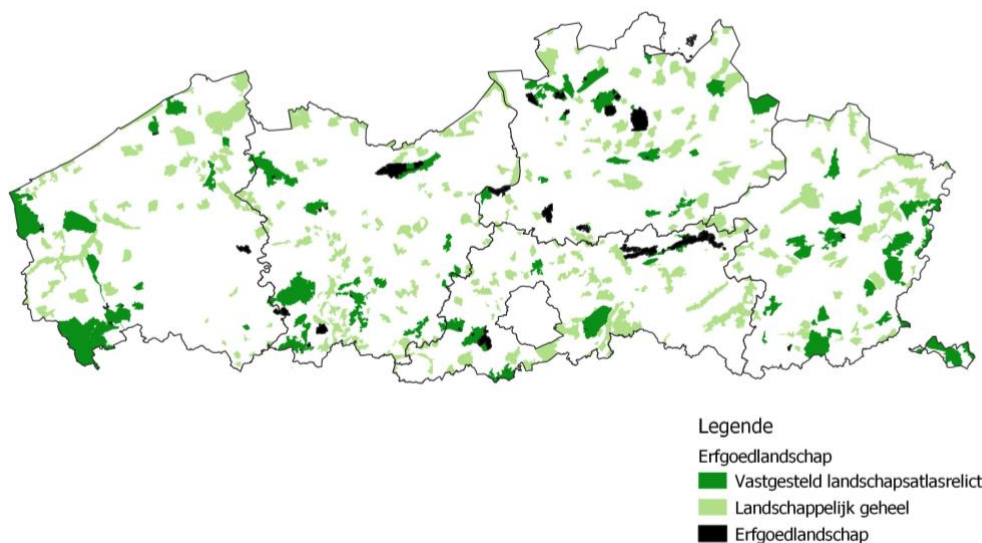 Legende
Erfgoedlandschap
Vastgesteld landschapsatlasrelict
Landschappelijk geheel
Erfgoedlandschap